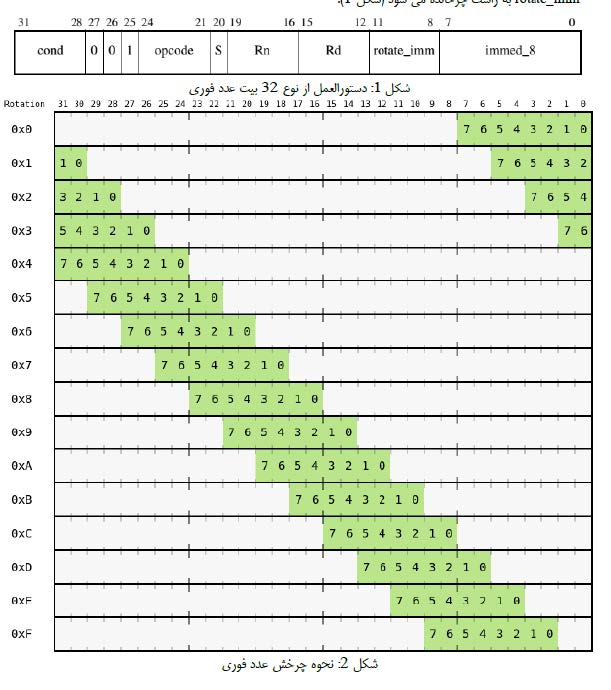 rotate_imm به راست چرخانده می شود (شکل 1).
31 28 27 26 25 24 21 20 19 16 15 12 11 8 7 0
cond 0 0 1 opcode S Rn Rd rotate_imm immed_8
شکل 1: دستورالعمل از نوع 32 بیت عدد فوری
Rotation 31 30 29 28 27 26 25 24 23 22 21 20 19 18 17 16 15 14 13 12 11 10 9 8 7 6 5 4 3 2 1 0
0x0 7 6 5 4 3 2 1 0
0x1 1 0 7 6 5 4 3 2
0x2 3 2 1 0 7 6 5 4
0x3 5 4 3 2 1 0 7 6
0x4 7 6 5 4 3 2 1 0
0x5 7 6 5 4 3 2 1 0
0x6 7 6 5 4 3 2 1 0
0x7 7 6 5 4 3 2 1 0
0x8 7 6 5 4 3 2 1 0
0x9 7 6 5 4 3 2 1 0
0xA 7 6 5 4 3 2 1 0
0xB 7 6 5 4 3 2 1 0
0xC 7 6 5 4 3 2 1 0
0xD 7 6 5 4 3 2 1 0
0xE 7 6 5 4 3 2 1 0
0xF 7 6 5 4 3 2 1 0
شکل 2: نحوه چرخش عدد فوری